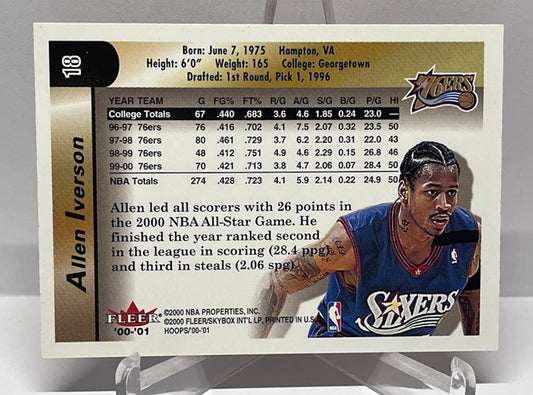 18
Allen Iverson
Born: June 7, 1975 Hampton, VA
Height: 6'0" Weight: 165 College: Georgetown
Drafted: 1st Round, Pick 1, 1996
76ERS
YEAR TEAM G FG% FT% R/G A/G S/G B/G P/G HI
College Totals 67 .440 .683 3.6 4.6 1.85 0.24 23.0 —
96-97 76ers 76 .416 .702 4.1 7.5 2.07 0.32 23.5 50
97-98 76ers 80 .461 .729 3.7 6.2 2.20 0.31 22.0 43
98-99 76ers 48 .412 .751 4.9 4.6 2.29 0.15 26.8 46
99-00 76ers 70 .421 .713 3.8 4.7 2.06 0.07 28.4 50
NBA Totals 274 .428 .723 4.1 5.9 2.14 0.22 24.9 50
Allen led all scorers with 26 points in
the 2000 NBA All-Star Game. He
finished the year ranked second
in the league in scoring (28.4 ppg)
and third in steals (2.06 spg).
FLEER
'00-'01
©2000 NBA PROPERTIES, INC.
©2000 FLEER/SKYBOX INT'L LP, PRINTED IN U.S.A.
HOOPS/'00-'01
SIXERS